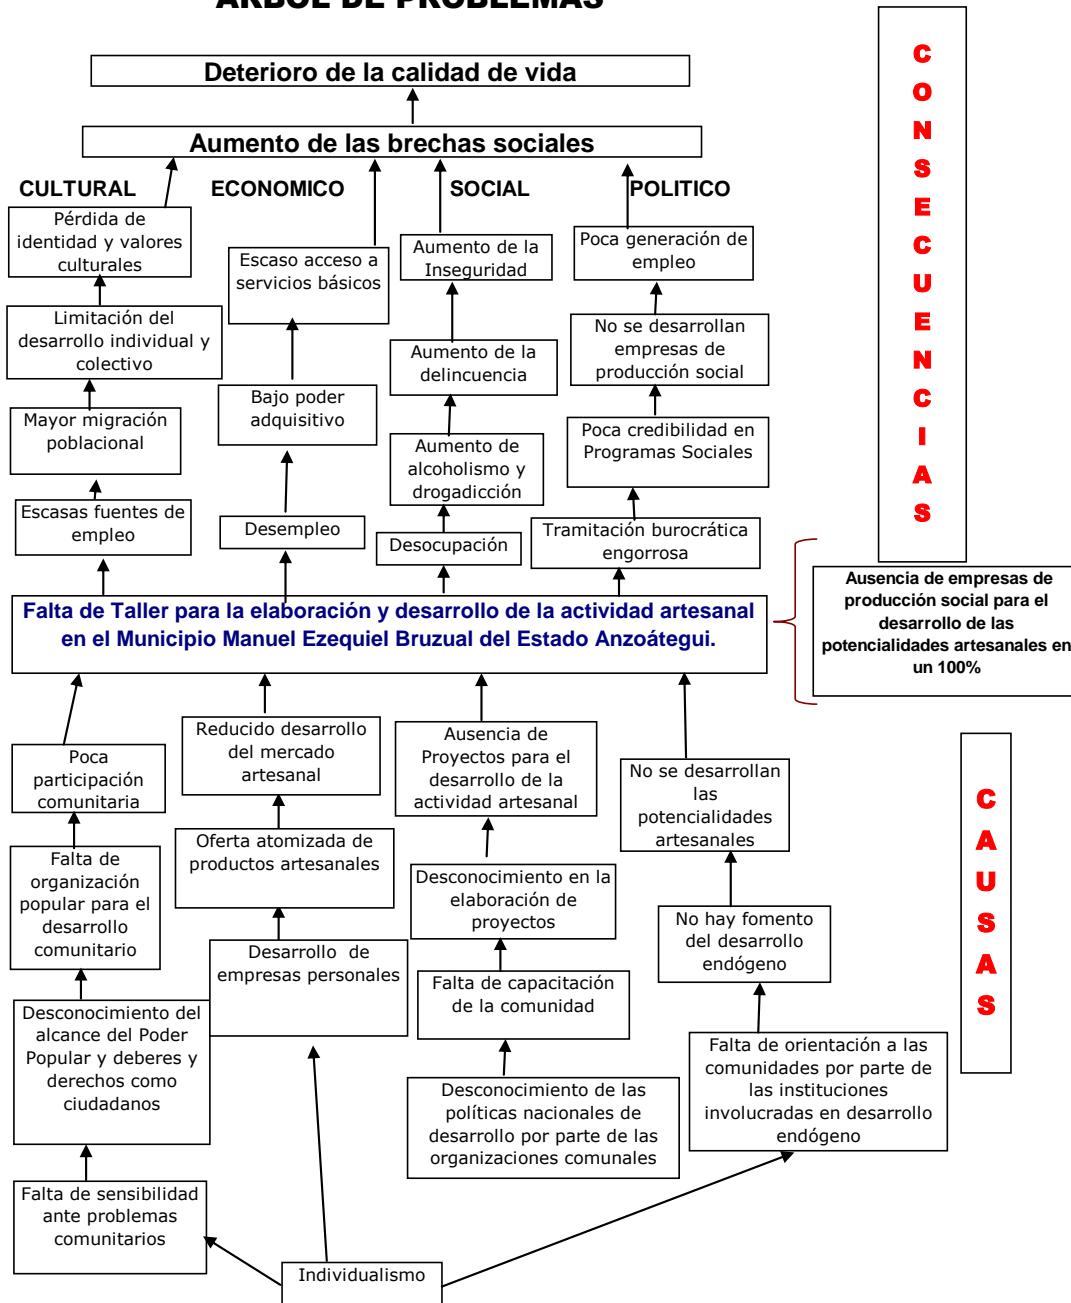 ARBOL DE PROBLEMAS
Deterioro de la calidad de vida
Aumento de las brechas sociales
CULTURAL
ECONOMICO
SOCIAL
POLITICO
Pérdida de
identidad y valores
culturales
Limitación del
desarrollo individual y
colectivo
Mayor migración
poblacional
Escasas fuentes de
empleo
Escaso acceso a
servicios básicos
Bajo poder
adquisitivo
Desempleo
Aumento de la
Inseguridad
Aumento de la
delincuencia
Aumento de
alcoholismo y
drogadicción
Desocupación
Poca generación de
empleo
No se desarrollan
empresas de
producción social
Poca credibilidad en
Programas Sociales
Tramitación burocrática
engorrosa
CONSECUENCIAS
Falta de Taller para la elaboración y desarrollo de la actividad artesanal
en el Municipio Manuel Ezequiel Bruzual del Estado Anzoátegui.
Ausencia de empresas de
producción social para el
desarrollo de las
potencialidades artesanales en
un 100%
Poca
participación
comunitaria
Falta de
organización
popular para el
desarrollo
comunitario
Desconocimiento del
alcance del Poder
Popular y deberes y
derechos como
ciudadanos
Falta de sensibilidad
ante problemas
comunitarios
Reducido desarrollo
del mercado
artesanal
Oferta atomizada de
productos artesanales
Desarrollo de
empresas personales
Ausencia de
Proyectos para el
desarrollo de la
actividad artesanal
Desconocimiento en la
elaboración de
proyectos
Falta de capacitación
de la comunidad
Desconocimiento de las
políticas nacionales de
desarrollo por parte de las
organizaciones comunales
No se desarrollan
las
potencialidades
artesanales
No hay fomento
del desarrollo
endógeno
Falta de orientación a las
comunidades por parte de
las instituciones
involucradas en desarrollo
endógeno
Individualismo
CAUSAS